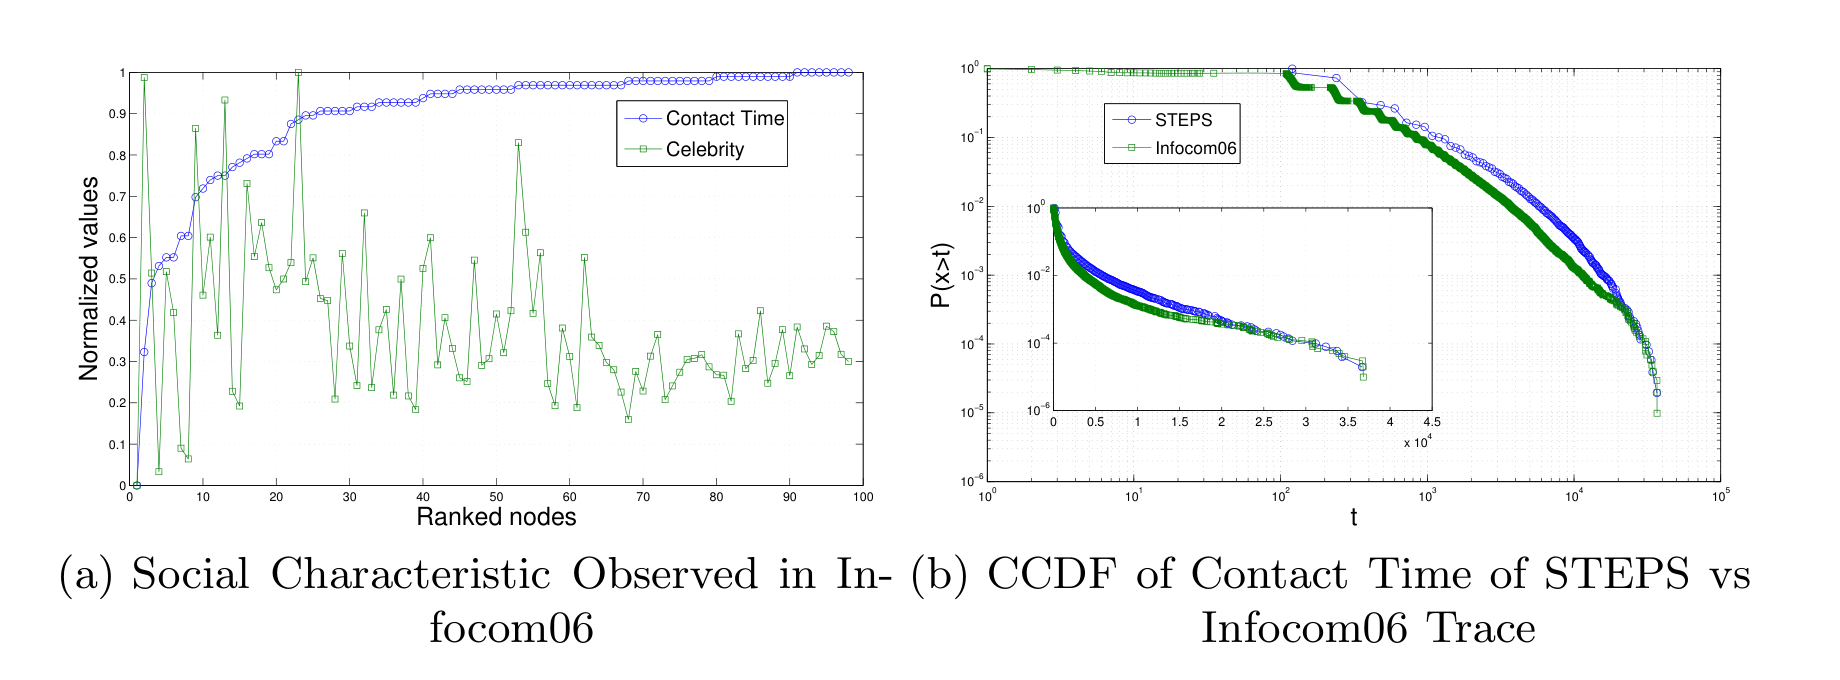 Normalized values
1
0.9
0.8
0.7
0.6
0.5
0.4
0.3
0.2
0.1
0
0 10 20 30 40 50 60 70 80 90 100
Ranked nodes
Contact Time
Celebrity
P(x>t)
10^0
10^-1
10^-2
10^-3
10^-4
10^-5
10^-6
10^0 10^1 10^2 10^3 10^4 10^5
t
STEPS
Infocom06
10^0
10^-2
10^-4
10^-6
0 0.5 1 1.5 2 2.5 3 3.5 4 4.5
x 10^4
(a) Social Characteristic Observed in In-
focom06
(b) CCDF of Contact Time of STEPS vs
Infocom06 Trace